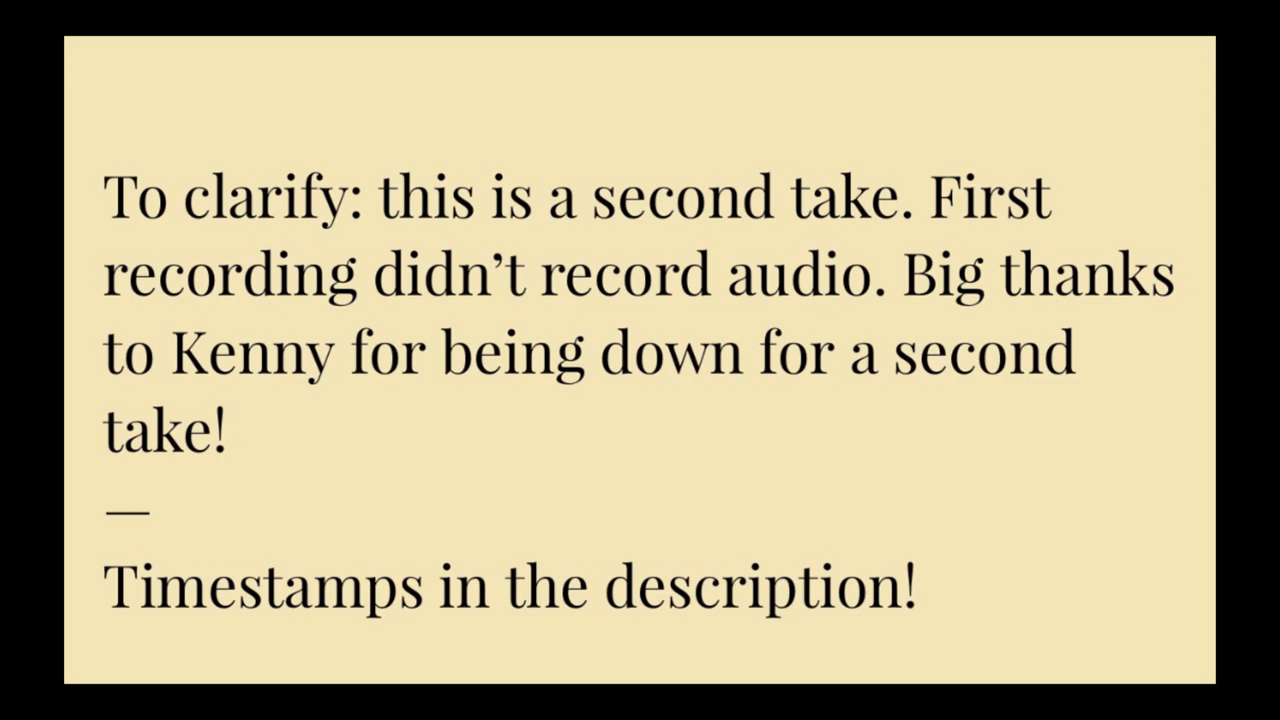 To clarify: this is a second take. First
recording didn’t record audio. Big thanks
to Kenny for being down for a second
take!
—
Timestamps in the description!